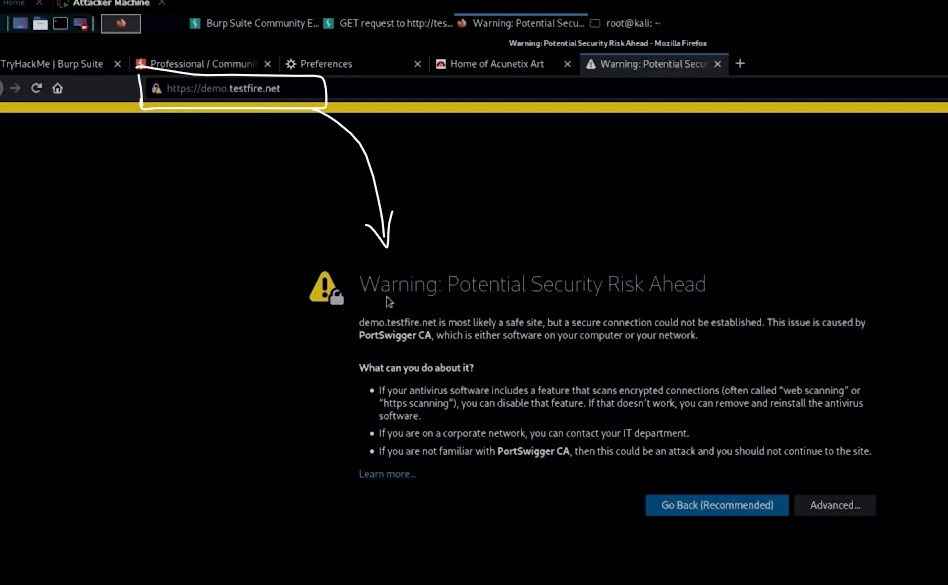 Home
Attacker Machine
Burp Suite Community E...
GET request to http://tes...
Warning: Potential Secu...
root@kali: ~
Warning: Potential Security Risk Ahead - Mozilla Firefox
TryHackMe | Burp Suite
Professional / Communit
Preferences
Home of Acunetix Art
Warning: Potential Secur
https://demo.testfire.net
Warning: Potential Security Risk Ahead
demo.testfire.net is most likely a safe site, but a secure connection could not be established. This issue is caused by
PortSwigger CA, which is either software on your computer or your network.
What can you do about it?
If your antivirus software includes a feature that scans encrypted connections (often called “web scanning” or
“https scanning”), you can disable that feature. If that doesn’t work, you can remove and reinstall the antivirus
software.
If you are on a corporate network, you can contact your IT department.
If you are not familiar with PortSwigger CA, then this could be an attack and you should not continue to the site.
Learn more...
Go Back (Recommended)
Advanced...